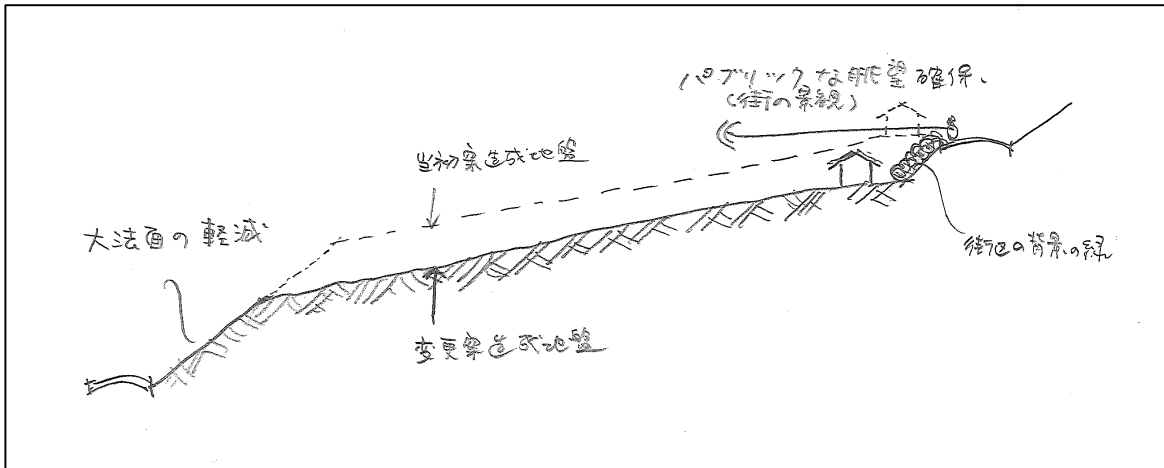 パブリックな眺望確保、
（街の景観）
当初案造成地盤
大法面の軽減
街区の背景の緑
変更案造成地盤